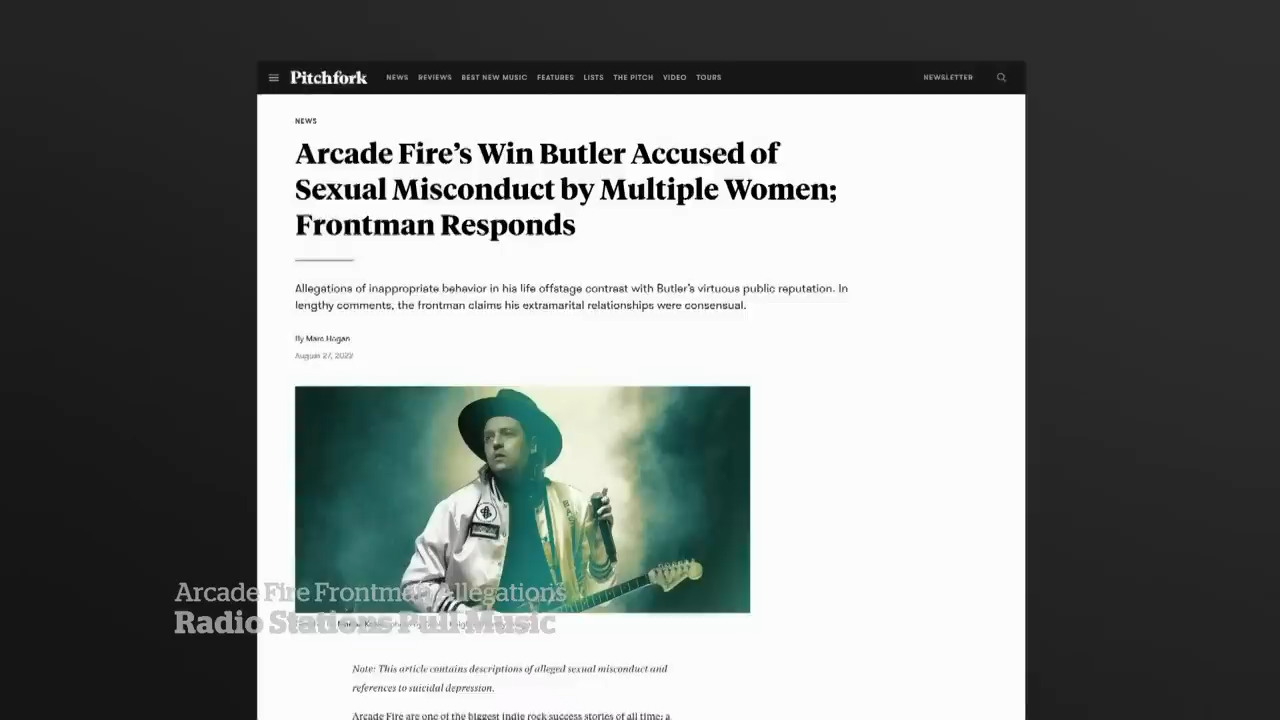 Pitchfork NEWS REVIEWS BEST NEW MUSIC FEATURES LISTS THE PITCH VIDEO TOURS NEWSLETTER
NEWS
Arcade Fire's Win Butler Accused of
Sexual Misconduct by Multiple Women;
Frontman Responds
Allegations of inappropriate behavior in his life offstage contrast with Butler's virtuous public reputation. In
lengthy comments, the frontman claims his extramarital relationships were consensual.
By Marc Hogan
August 27, 2022
Arcade Fire Frontman Allegations
Radio Stations Pull Music
Note: This article contains descriptions of alleged sexual misconduct and
references to suicidal depression.
Arcade Fire are one of the biggest indie rock success stories of all time: a